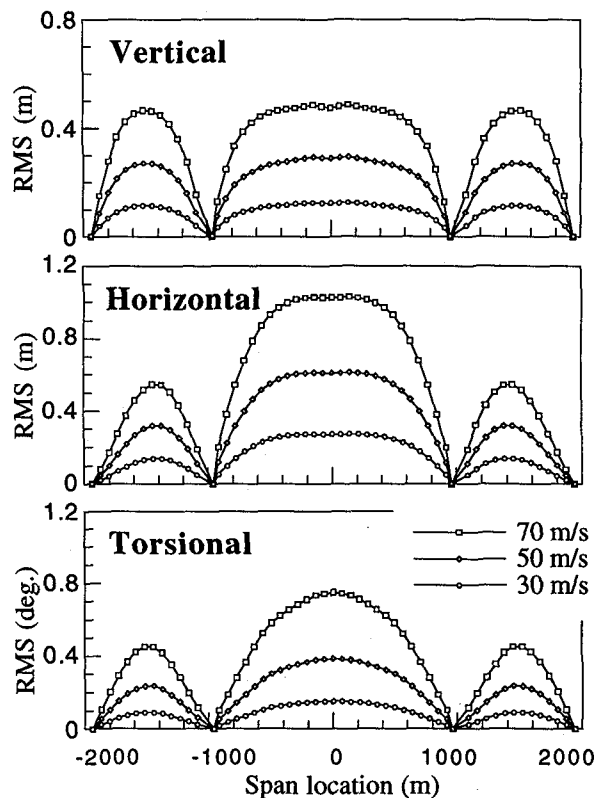 0.8
Vertical
RMS (m)
0.4
0
1.2
Horizontal
0.8
RMS (m)
0.4
0
1.2
Torsional
70 m/s
50 m/s
30 m/s
0.8
RMS (deg.)
0.4
0
-2000 -1000 0 1000 2000
Span location (m)